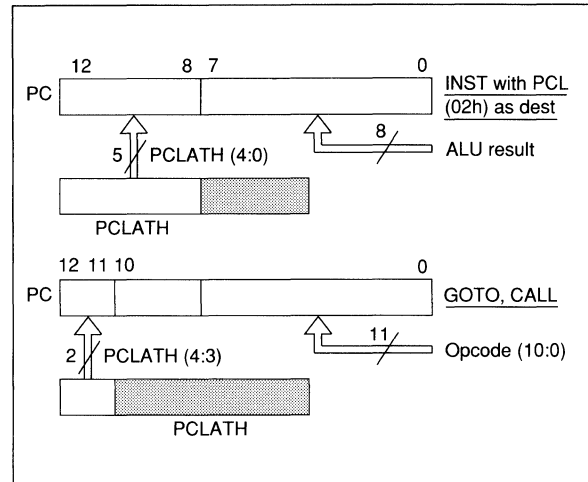 12 8 7 0
PC
INST with PCL
(02h) as dest
8
ALU result
5
PCLATH (4:0)
PCLATH
12 11 10 0
PC
GOTO, CALL
11
Opcode (10:0)
2
PCLATH (4:3)
PCLATH